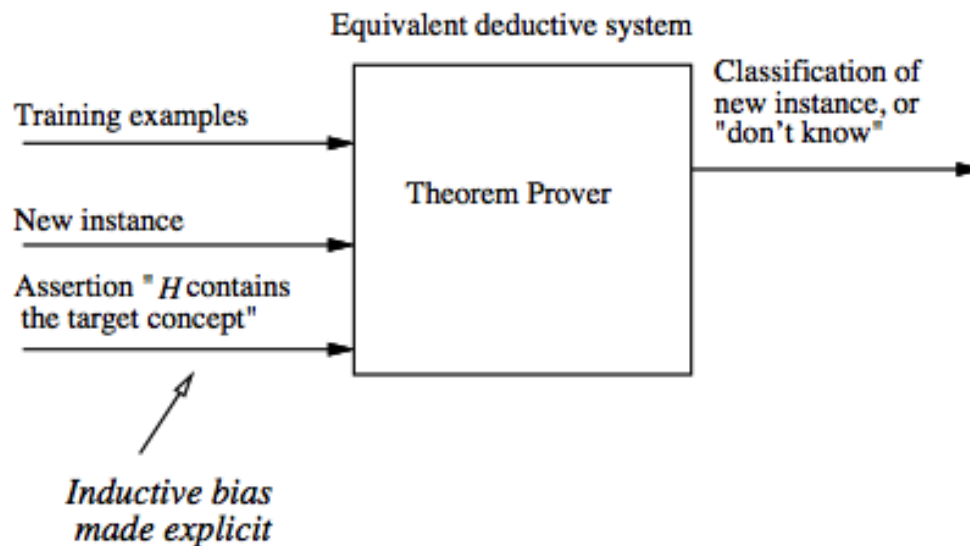 Equivalent deductive system
Training examples
New instance
Assertion " H contains
the target concept"
Theorem Prover
Classification of
new instance, or
"don't know"
Inductive bias
made explicit